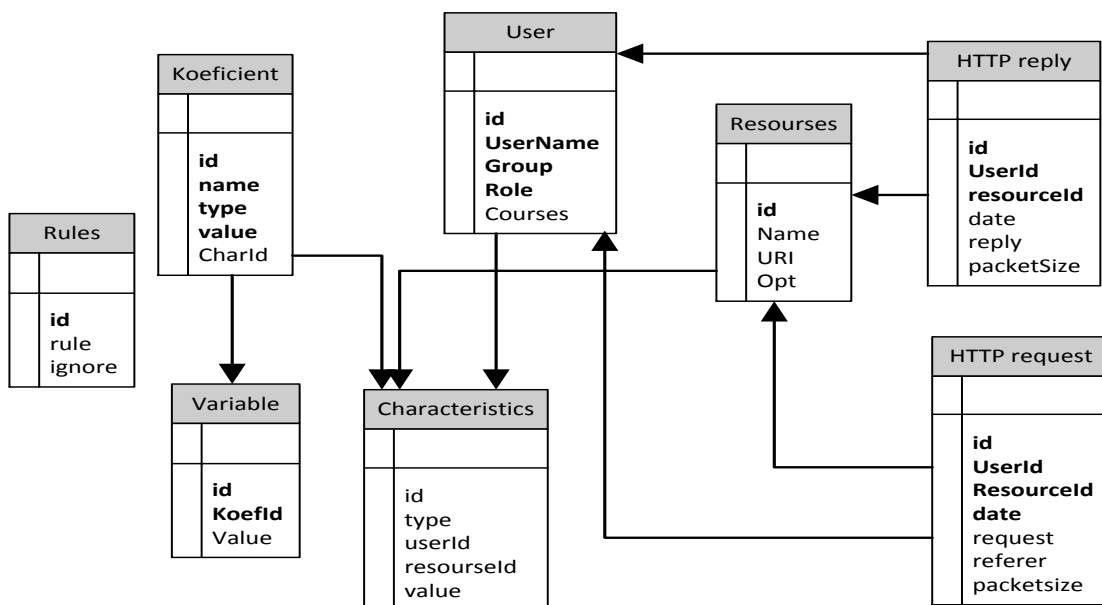 User
id
UserName
Group
Role
Courses
HTTP reply
id
UserId
resourceId
date
reply
packetSize
Koeficient
id
name
type
value
CharId
Resourses
id
Name
URI
Opt
Rules
id
rule
ignore
HTTP request
id
UserId
ResourceId
date
request
referer
packetsize
Variable
id
KoefId
Value
Characteristics
id
type
userId
resourseId
value